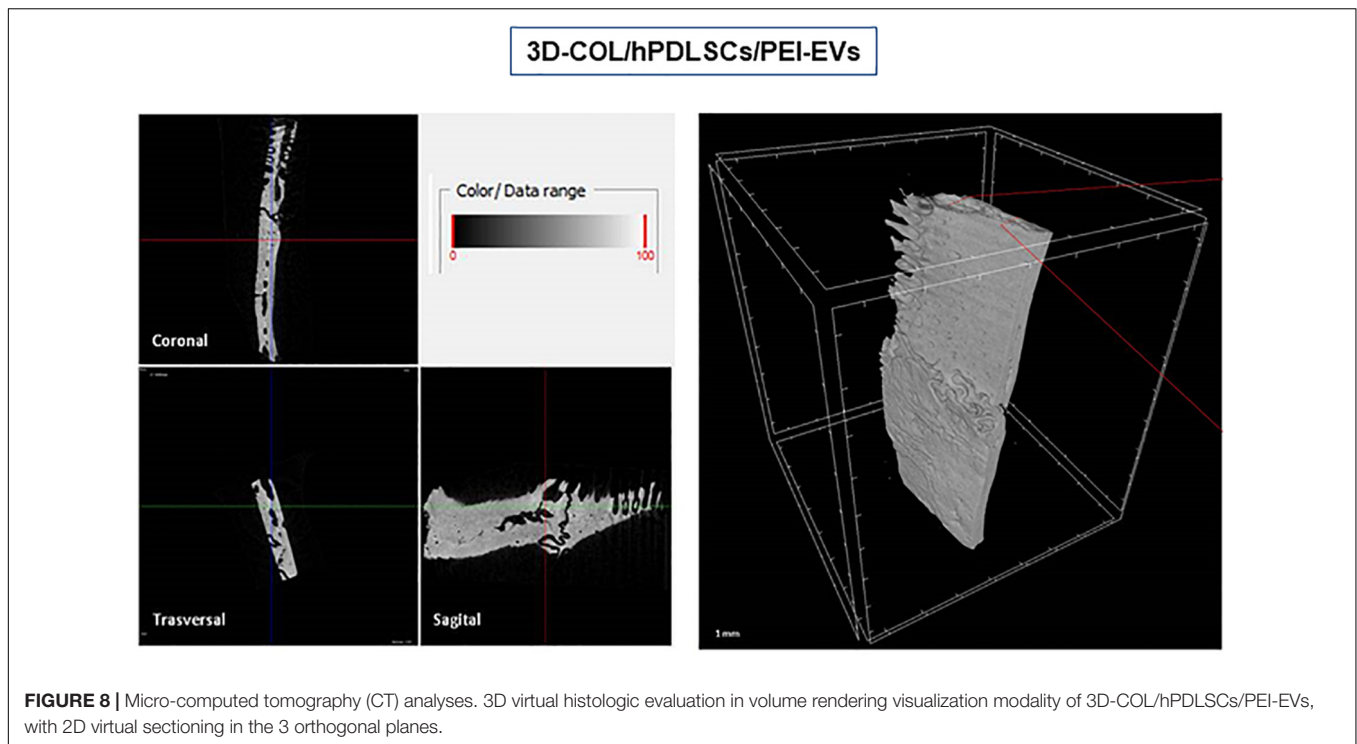 3D-COL/hPDLSCs/PEI-EVs
Coronal
Color/ Data range
0
100
Trasversal
Sagital
1 mm
FIGURE 8 | Micro-computed tomography (CT) analyses. 3D virtual histologic evaluation in volume rendering visualization modality of 3D-COL/hPDLSCs/PEI-EVs,
with 2D virtual sectioning in the 3 orthogonal planes.